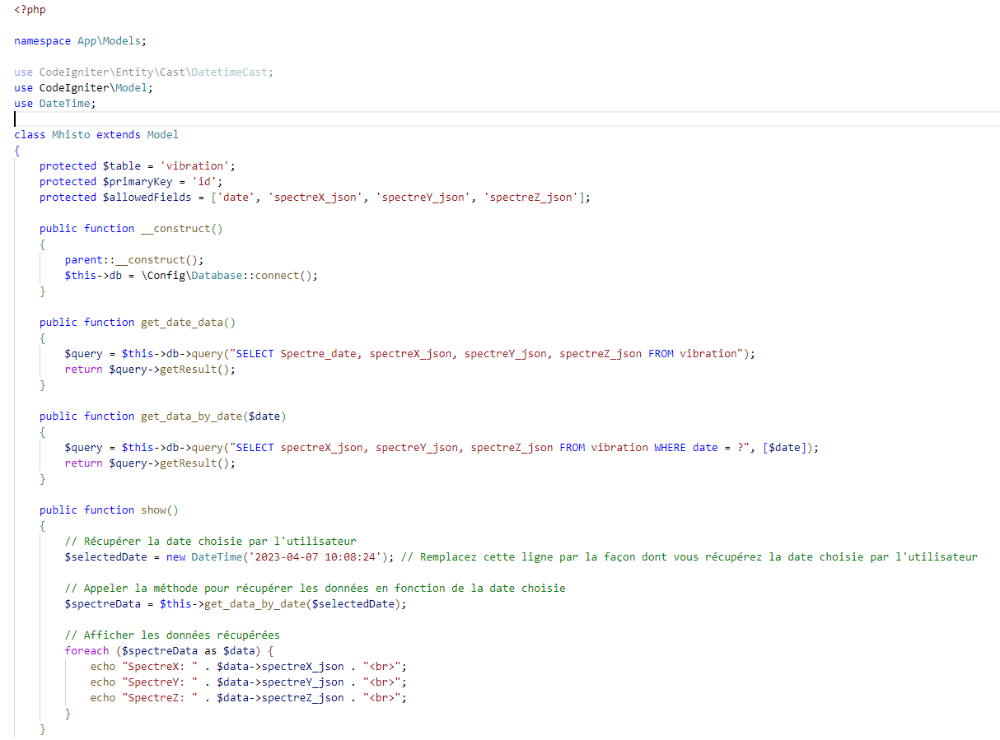 <?php
namespace App\Models;
use CodeIgniter\Entity\Cast\DatetimeCast;
use CodeIgniter\Model;
use DateTime;
class Mhisto extends Model
{
    protected $table = 'vibration';
    protected $primaryKey = 'id';
    protected $allowedFields = ['date', 'spectreX_json', 'spectreY_json', 'spectreZ_json'];
    public function __construct()
    {
        parent::__construct();
        $this->db = \Config\Database::connect();
    }
    public function get_date_data()
    {
        $query = $this->db->query("SELECT Spectre_date, spectreX_json, spectreY_json, spectreZ_json FROM vibration");
        return $query->getResult();
    }
    public function get_data_by_date($date)
    {
        $query = $this->db->query("SELECT spectreX_json, spectreY_json, spectreZ_json FROM vibration WHERE date = ?", [$date]);
        return $query->getResult();
    }
    public function show()
    {
        // Récupérer la date choisie par l'utilisateur
        $selectedDate = new DateTime('2023-04-07 10:08:24'); // Remplacez cette ligne par la façon dont vous récupérez la date choisie par l'utilisateur
        // Appeler la méthode pour récupérer les données en fonction de la date choisie
        $spectreData = $this->get_data_by_date($selectedDate);
        // Afficher les données récupérées
        foreach ($spectreData as $data) {
            echo "SpectreX: " . $data->spectreX_json . "<br>";
            echo "SpectreY: " . $data->spectreY_json . "<br>";
            echo "SpectreZ: " . $data->spectreZ_json . "<br>";
        }
    }